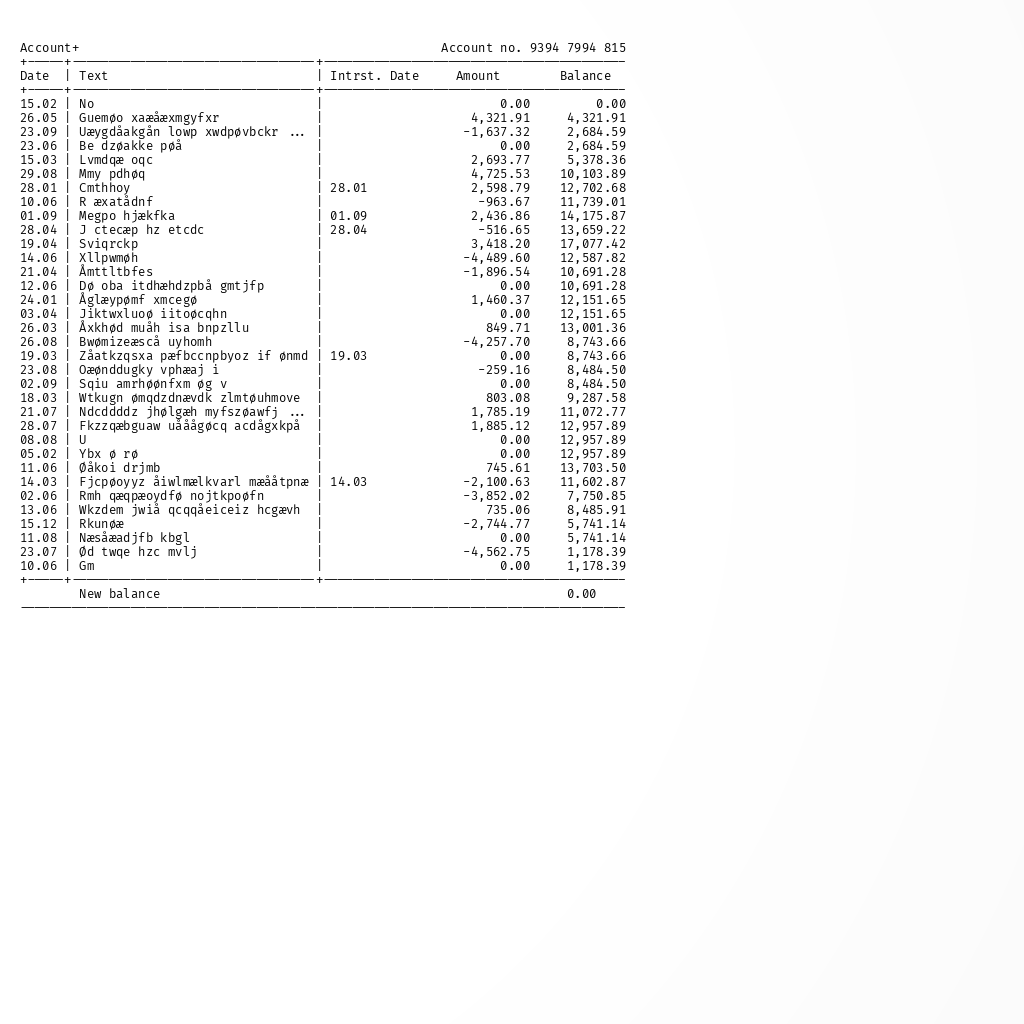 Account+ Account no. 9394 7994 815
Date | Text | Intrst. Date Amount Balance
15.02 | No | 0.00 0.00
26.05 | Guemøo xaæåæxmgyfxr | 4,321.91 4,321.91
23.09 | Uæygdåakgån lowp xwdpøvbckr ... | -1,637.32 2,684.59
23.06 | Be dzøakke pøå | 0.00 2,684.59
15.03 | Lvmdqæ oqc | 2,693.77 5,378.36
29.08 | Mmy pdhøq | 4,725.53 10,103.89
28.01 | Cmthhoy | 28.01 2,598.79 12,702.68
10.06 | R æxatådnf | -963.67 11,739.01
01.09 | Megpo hjækfka | 01.09 2,436.86 14,175.87
28.04 | J ctecæp hz etcdc | 28.04 -516.65 13,659.22
19.04 | Sviqrckp | 3,418.20 17,077.42
14.06 | Xllpwmøh | -4,489.60 12,587.82
21.04 | Åmttltbfes | -1,896.54 10,691.28
12.06 | Dø oba itdhæhdzpbå gmtjfp | 0.00 10,691.28
24.01 | Åglæypømf xmcegø | 1,460.37 12,151.65
03.04 | Jiktwxluoø iitoøcqhn | 0.00 12,151.65
26.03 | Åxkhød muåh isa bnpzllu | 849.71 13,001.36
26.08 | Bwømizeæscå uyhomh | -4,257.70 8,743.66
19.03 | Zåatkzqsxa pæfbccnpbyoz if ønmd | 19.03 0.00 8,743.66
23.08 | Oæønddugky vphæaj i | -259.16 8,484.50
02.09 | Sqiu amrhøønfxm øg v | 0.00 8,484.50
18.03 | Wtkugn ømqdzdnævdk zlmtøuhmove | 803.08 9,287.58
21.07 | Ndcddddz jhølgæh myfszøawfj ... | 1,785.19 11,072.77
28.07 | Fkzzqæbguaw uååågøcq acdågxkpå | 1,885.12 12,957.89
08.08 | U | 0.00 12,957.89
05.02 | Ybx ø rø | 0.00 12,957.89
11.06 | Øåkoi drjmb | 745.61 13,703.50
14.03 | Fjcpøoyyz åiwlmælkvarl mæååtpnæ | 14.03 -2,100.63 11,602.87
02.06 | Rmh qæqpæoydfø nojtkpoøfn | -3,852.02 7,750.85
13.06 | Wkzdem jwiå qcqqåeiceiz hcgævh | 735.06 8,485.91
15.12 | Rkunøæ | -2,744.77 5,741.14
11.08 | Næsåæadjfb kbgl | 0.00 5,741.14
23.07 | Ød twqe hzc mvlj | -4,562.75 1,178.39
10.06 | Gm | 0.00 1,178.39
New balance 0.00